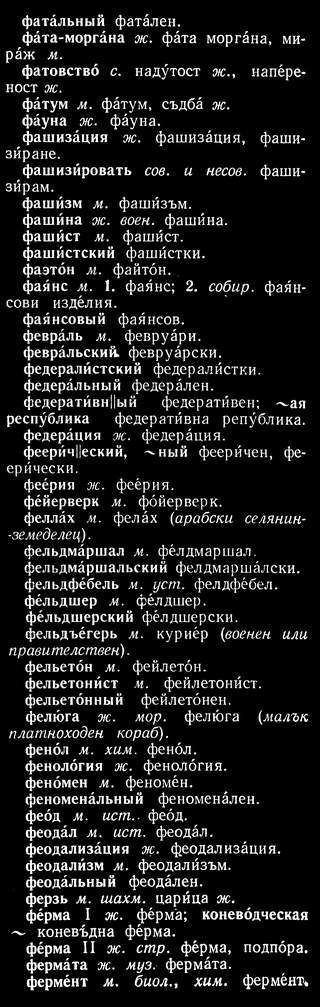 фата́льный фата́лен.
фа́та-морга́на ж. фа́та морга́на, ми-
ра́ж м.
фатовство́ с. наду́тост ж., напе́ре-
ност ж.
фа́тум м. фа́тум, съдба́ ж.
фа́уна ж. фа́уна.
фашиза́ция ж. фашиза́ция, фаши-
зи́ране.
фашизи́ровать сов. и несов. фаши-
зи́рам.
фаши́зм м. фаши́зъм.
фаши́на ж. воен. фаши́на.
фаши́ст м. фаши́ст.
фаши́стский фаши́стки.
фаэто́н м. файто́н.
фая́нс м. 1. фая́нс; 2. собир. фая́н-
сови изде́лия.
фая́нсовый фая́нсов.
февра́ль м. февруа́ри.
февра́льский февруа́рски.
федерали́стский федерали́стки.
федера́льный федера́лен.
федерати́вн||ый федерати́вен; ~ая
респу́блика федерати́вна репу́блика.
федера́ция ж. федера́ция.
феери́ч||еский, ~ный феери́чен, фе-
ери́чески.
фее́рия ж. фее́рия.
фе́йерверк м. фо́йерверк.
фелла́х м. фела́х (арабски селянин-
-земеделец).
фельдма́ршал м. фе́лдмаршал.
фельдма́ршальский фелдмарша́лски.
фельдфе́бель м. уст. фелдфе́бел.
фе́льдшер м. фе́лдшер.
фе́льдшерский фе́лдшерски.
фельдъе́герь м. курие́р (военен или
правителствен).
фельето́н м. фейлето́н.
фельетони́ст м. фейлетони́ст.
фельето́нный фейлето́нен.
фелю́га ж. мор. фелю́га (малък
платноходен кораб).
фено́л м. хим. фено́л.
феноло́гия ж. феноло́гия.
фено́мен м. феноме́н.
феномена́льный феномена́лен.
фео́д м. ист. фео́д.
феода́л м. ист. феода́л.
феодализа́ция ж. феодализа́ция.
феодали́зм м. феодали́зъм.
феода́льный феода́лен.
ферзь м. шахм. цари́ца ж.
фе́рма I ж. фе́рма; конево́дческая
~ коневъ́дна фе́рма.
фе́рма II ж. стр. фе́рма, подпо́ра.
ферма́та ж. муз. ферма́та.
ферме́нт м. биол., хим. ферме́нт.